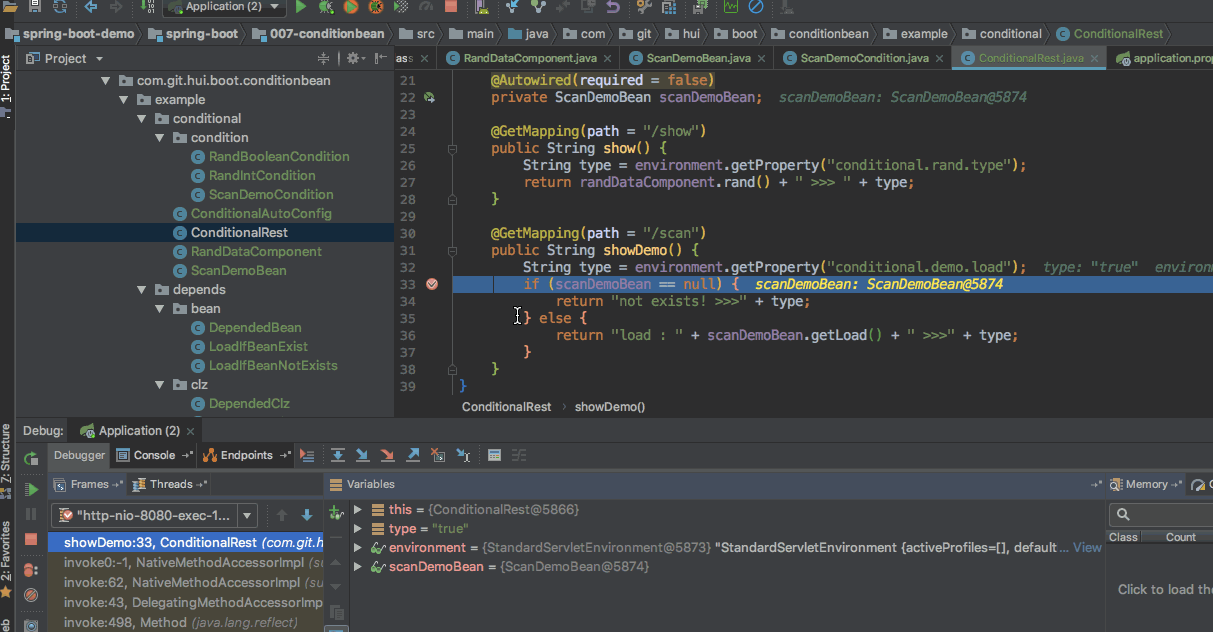 Application (2)
spring-boot-demo spring-boot 007-conditionbean src main java com git hui boot conditionbean example conditional ConditionalRest
1: Project
Project
ass RandDataComponent.java ScanDemoBean.java ScanDemoCondition.java ConditionalRest.java application.prop
com.git.hui.boot.conditionbean
example
conditional
condition
RandBooleanCondition
RandIntCondition
ScanDemoCondition
ConditionalAutoConfig
ConditionalRest
RandDataComponent
ScanDemoBean
depends
bean
DependedBean
LoadIfBeanExist
LoadIfBeanNotExists
clz
DependedClz
21 @Autowired(required = false)
22 private ScanDemoBean scanDemoBean; scanDemoBean: ScanDemoBean@5874
23
24 @GetMapping(path = "/show")
25 public String show() {
26 String type = environment.getProperty("conditional.rand.type");
27 return randDataComponent.rand() + " >>> " + type;
28 }
29
30 @GetMapping(path = "/scan")
31 public String showDemo() {
32 String type = environment.getProperty("conditional.demo.load"); type: "true" environ
33 if (scanDemoBean == null) { scanDemoBean: ScanDemoBean@5874
34 return "not exists! >>>" + type;
35 } else {
36 return "load : " + scanDemoBean.getLoad() + " >>>" + type;
37 }
38 }
39 }
ConditionalRest › showDemo()
7: Structure
2: Favorites
eb
Debug: Application (2)
Debugger Console Endpoints
Frames Threads
"http-nio-8080-exec-1...
showDemo:33, ConditionalRest (com.git.h
invoke0:-1, NativeMethodAccessorImpl (su
invoke:62, NativeMethodAccessorImpl (su
invoke:43, DelegatingMethodAccessorImp
invoke:498, Method (java.lang.reflect)
Variables
this = {ConditionalRest@5866}
type = "true"
environment = {StandardServletEnvironment@5873} "StandardServletEnvironment {activeProfiles=[], default ... View
scanDemoBean = {ScanDemoBean@5874}
Memory
Class Count
Click to load the